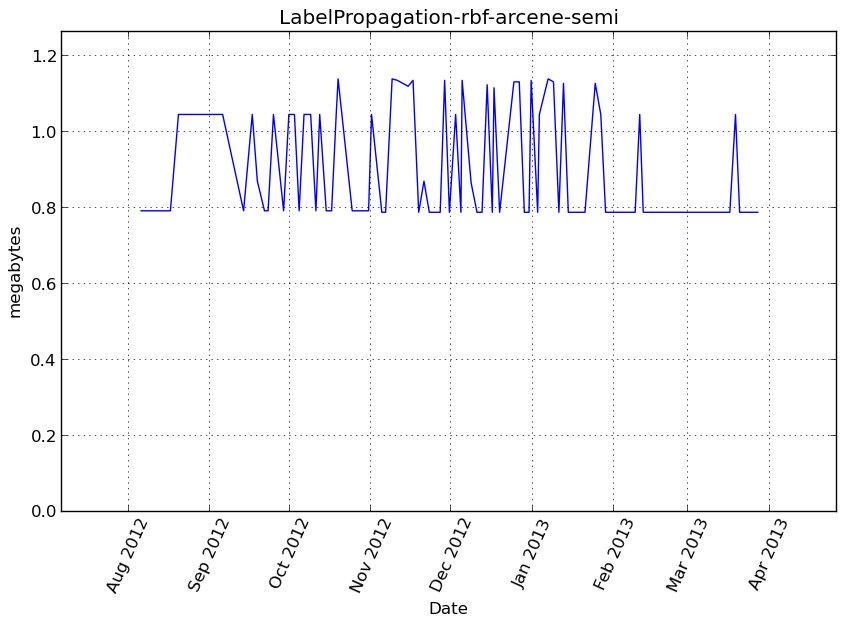 LabelPropagation-rbf-arcene-semi
1.2
1.0
0.8
0.6
0.4
0.2
0.0
megabytes
Aug 2012
Sep 2012
Oct 2012
Nov 2012
Dec 2012
Jan 2013
Feb 2013
Mar 2013
Apr 2013
Date